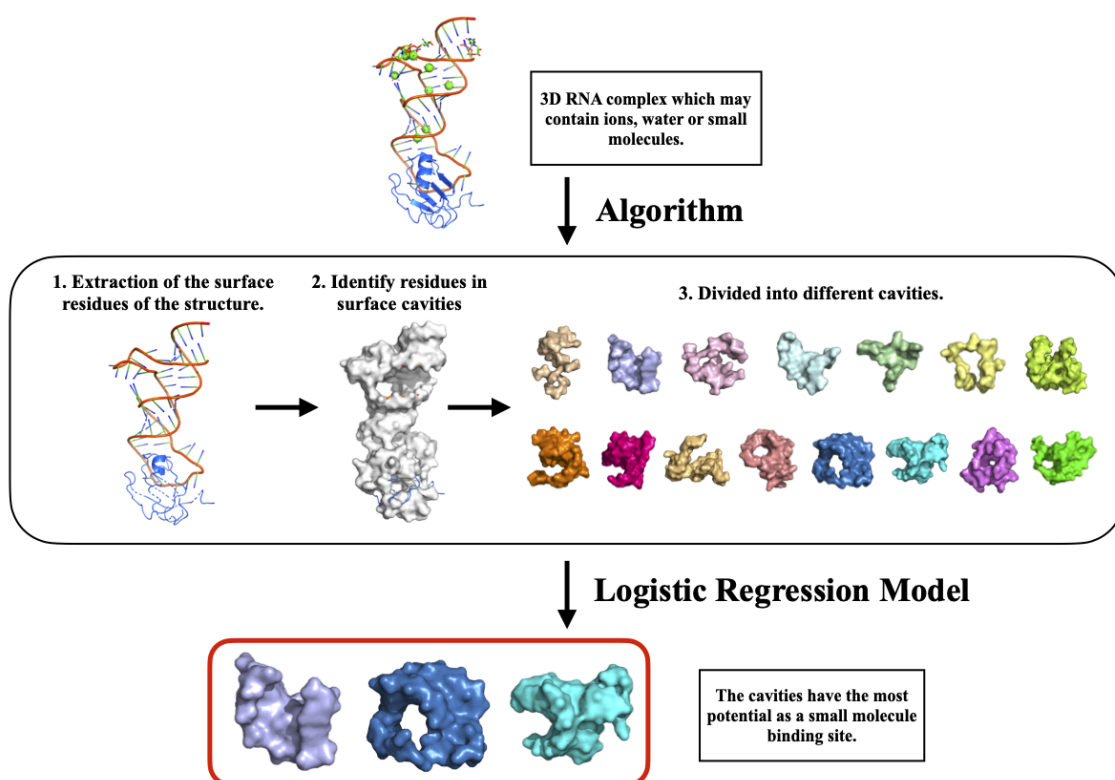 3D RNA complex which may
contain ions, water or small
molecules.
Algorithm
1. Extraction of the surface
residues of the structure.
2. Identify residues in
surface cavities
3. Divided into different cavities.
Logistic Regression Model
The cavities have the most
potential as a small molecule
binding site.